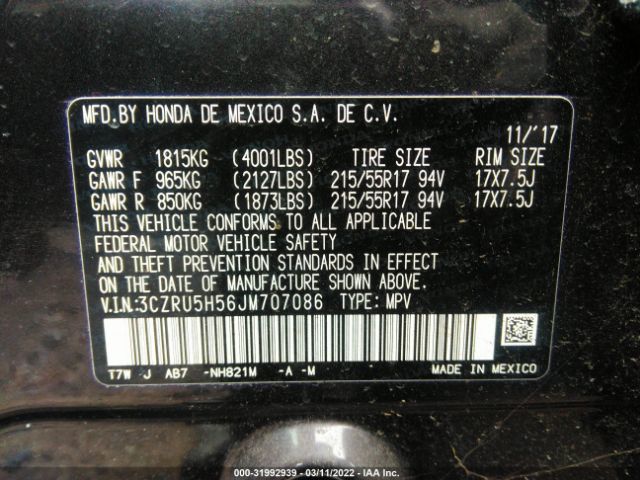 MFD. BY HONDA DE MEXICO S.A. DE C.V.
11/'17
GVWR 1815KG (4001LBS) TIRE SIZE RIM SIZE
GAWR F 965KG (2127LBS) 215/55R17 94V 17X7.5J
GAWR R 850KG (1873LBS) 215/55R17 94V 17X7.5J
THIS VEHICLE CONFORMS TO ALL APPLICABLE
FEDERAL MOTOR VEHICLE SAFETY
AND THEFT PREVENTION STANDARDS IN EFFECT
ON THE DATE OF MANUFACTURE SHOWN ABOVE.
V.I.N:3CZRU5H56JM707086 TYPE: MPV
T7W J AB7 -NH821M -A -M MADE IN MEXICO
000-31992939 - 03/11/2022 - IAA Inc.